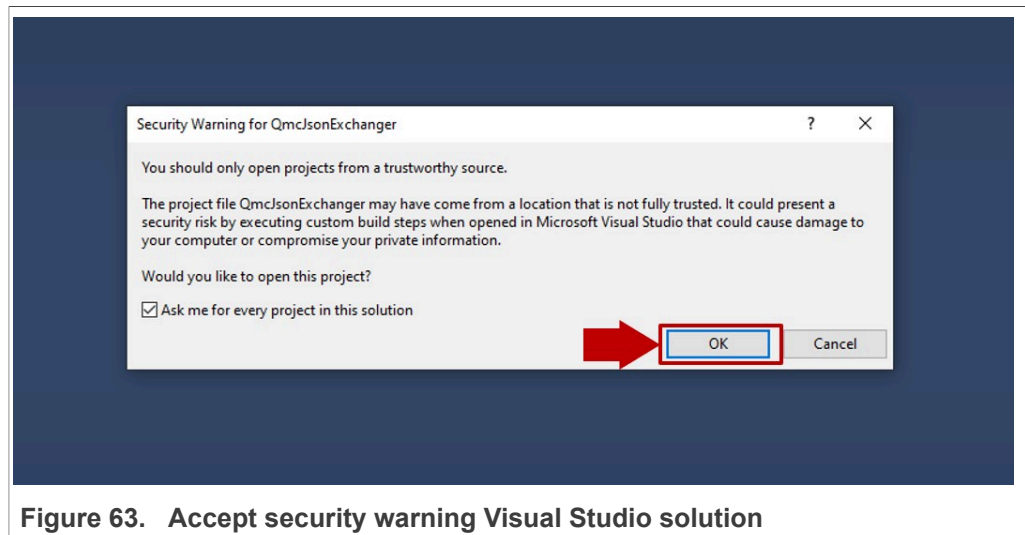 Security Warning for QmcJsonExchanger ? X
You should only open projects from a trustworthy source.
The project file QmcJsonExchanger may have come from a location that is not fully trusted. It could present a
security risk by executing custom build steps when opened in Microsoft Visual Studio that could cause damage to
your computer or compromise your private information.
Would you like to open this project?
Ask me for every project in this solution
OK Cancel
Figure 63. Accept security warning Visual Studio solution